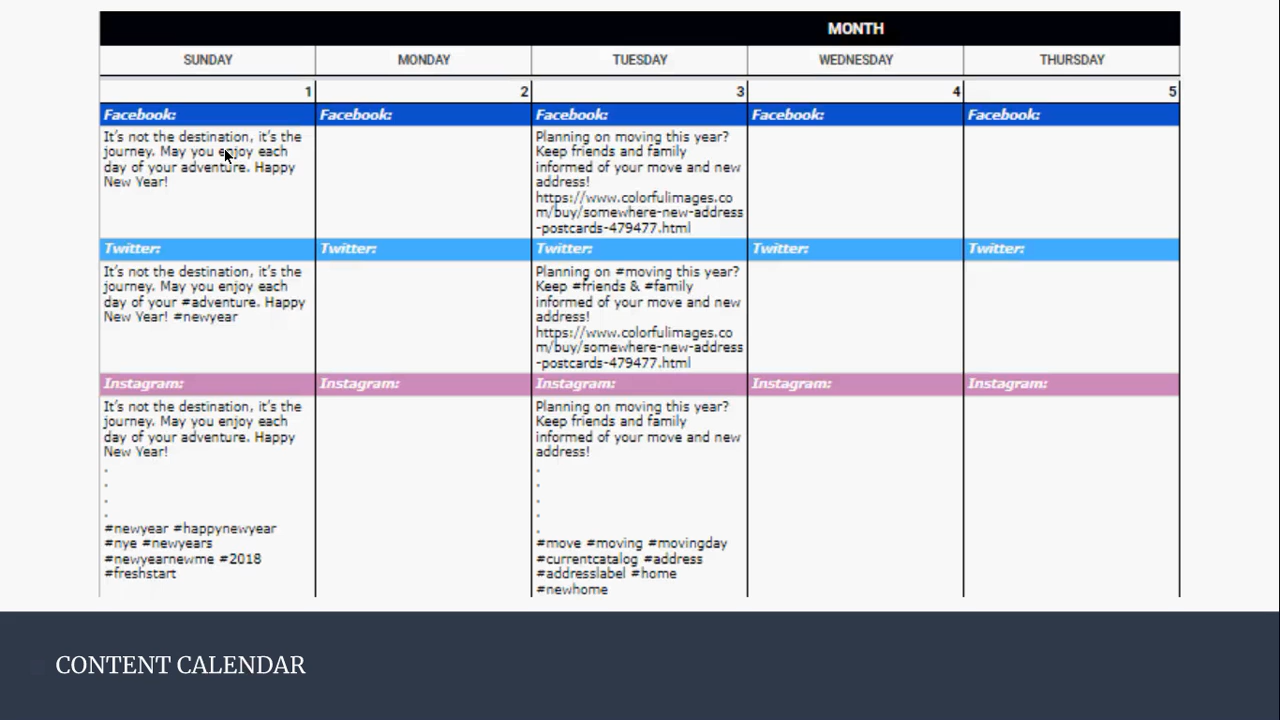 MONTH
SUNDAY MONDAY TUESDAY WEDNESDAY THURSDAY
1 2 3 4 5
Facebook: Facebook: Facebook: Facebook: Facebook:
It's not the destination, it's the
journey. May you enjoy each
day of your adventure. Happy
New Year!
Planning on moving this year?
Keep friends and family
informed of your move and new
address!
https://www.colorfulimages.co
m/buy/somewhere-new-address
-postcards-479477.html
Twitter: Twitter: Twitter: Twitter: Twitter:
It's not the destination, it's the
journey. May you enjoy each
day of your #adventure. Happy
New Year! #newyear
Planning on #moving this year?
Keep #friends & #family
informed of your move and new
address!
https://www.colorfulimages.co
m/buy/somewhere-new-address
-postcards-479477.html
Instagram: Instagram: Instagram: Instagram: Instagram:
It's not the destination, it's the
journey. May you enjoy each
day of your adventure. Happy
New Year!
.
.
.
.
#newyear #happynewyear
#nye #newyears
#newyearnewme #2018
#freshstart
Planning on moving this year?
Keep friends and family
informed of your move and new
address!
.
.
.
.
.
#move #moving #movingday
#currentcatalog #address
#addresslabel #home
#newhome
CONTENT CALENDAR